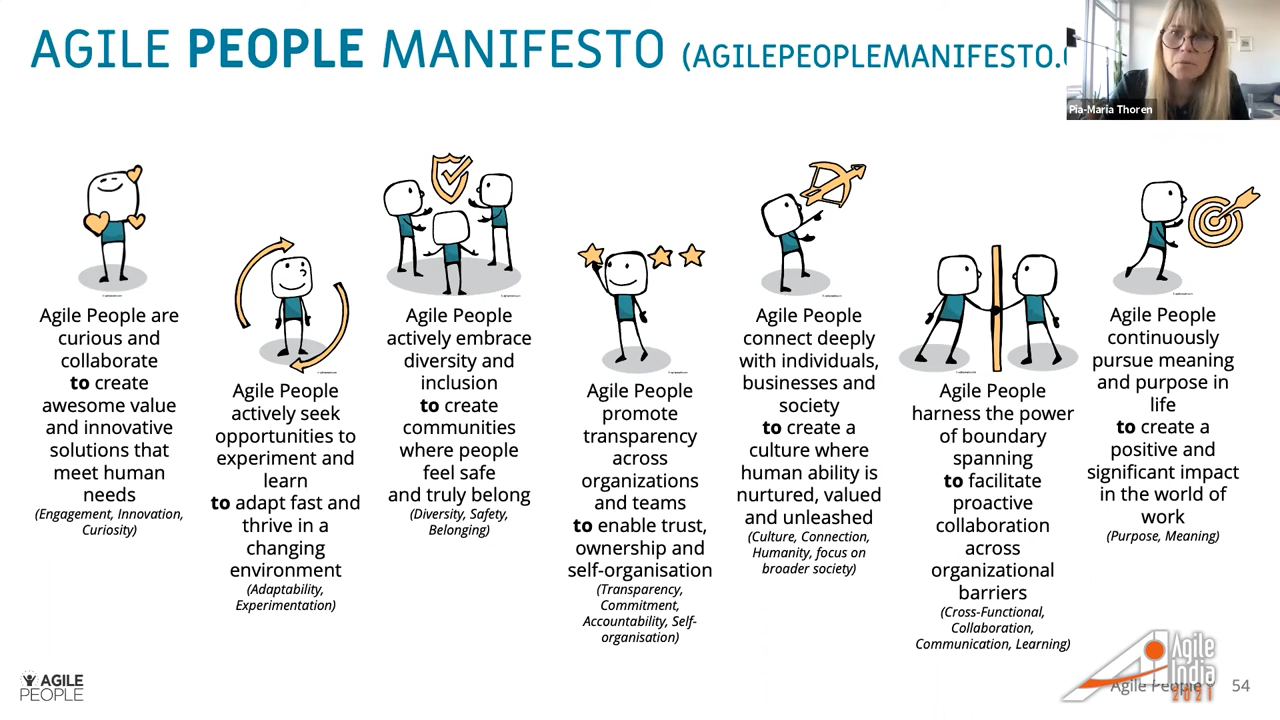 AGILE PEOPLE MANIFESTO (AGILEPEOPLEMANIFESTO.
Pia-Maria Thoren
Agile People are
curious and
collaborate
to create
awesome value
and innovative
solutions that
meet human
needs
(Engagement, Innovation,
Curiosity)
Agile People
actively seek
opportunities to
experiment and
learn
to adapt fast and
thrive in a
changing
environment
(Adaptability,
Experimentation)
Agile People
actively embrace
diversity and
inclusion
to create
communities
where people
feel safe
and truly belong
(Diversity, Safety,
Belonging)
Agile People
promote
transparency
across
organizations
and teams
to enable trust,
ownership and
self-organisation
(Transparency,
Commitment,
Accountability, Self-
organisation)
Agile People
connect deeply
with individuals,
businesses and
society
to create a
culture where
human ability is
nurtured, valued
and unleashed
(Culture, Connection,
Humanity, focus on
broader society)
Agile People
harness the power
of boundary
spanning
to facilitate
proactive
collaboration
across
organizational
barriers
(Cross-Functional,
Collaboration,
Communication, Learning)
Agile People
continuously
pursue meaning
and purpose in
life
to create a
positive and
significant impact
in the world of
work
(Purpose, Meaning)
AGILE
PEOPLE
Agile
India
2021
Agile People
54